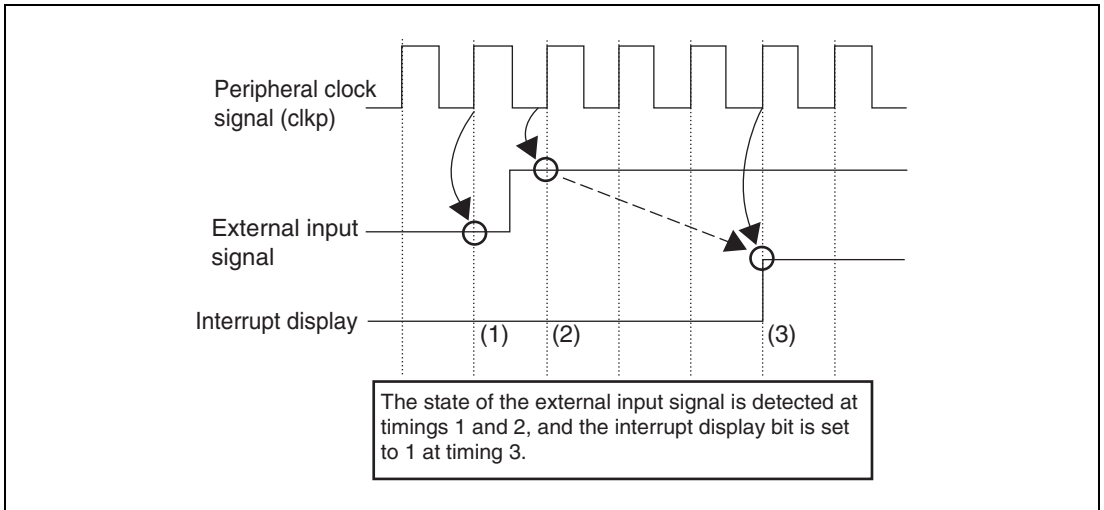 Peripheral clock
signal (clkp)
External input
signal
Interrupt display
(1)
(2)
(3)
The state of the external input signal is detected at
timings 1 and 2, and the interrupt display bit is set
to 1 at timing 3.